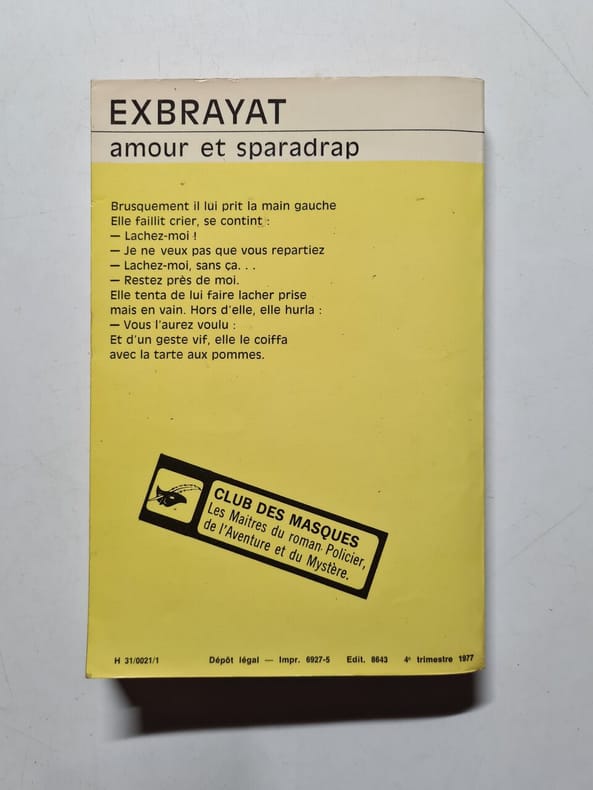 EXBRAYAT
amour et sparadrap
Brusquement il lui prit la main gauche
Elle faillit crier, se contint :
— Lachez-moi !
— Je ne veux pas que vous repartiez
— Lachez-moi, sans ça. . .
— Restez près de moi.
Elle tenta de lui faire lacher prise
mais en vain. Hors d'elle, elle hurla :
— Vous l'aurez voulu :
Et d'un geste vif, elle le coiffa
avec la tarte aux pommes.
CLUB DES MASQUES
Les Maitres du roman Policier,
de l'Aventure et du Mystère.
H 31/0021/1 Dépôt légal — Impr. 6927-5 Edit. 8643 4e trimestre 1977